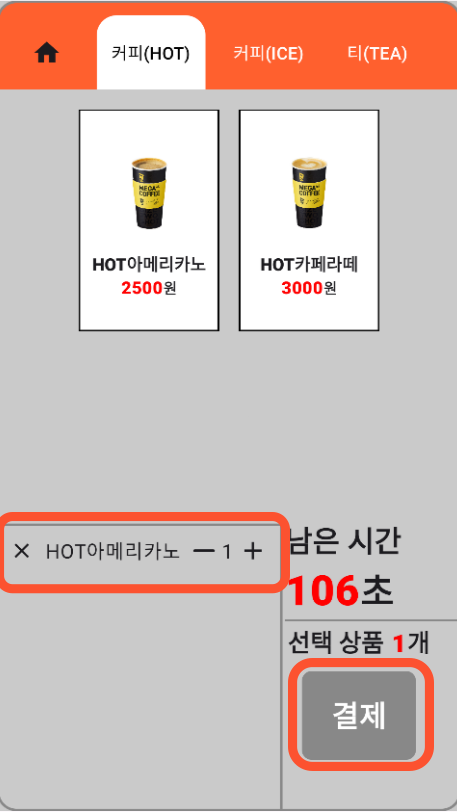 커피(HOT) 커피(ICE) 티(TEA)
MEGA COFFEE
MEGA COFFEE
HOT아메리카노
2500원
HOT카페라떼
3000원
× HOT아메리카노 — 1 +
남은 시간
106초
선택 상품 1개
결제